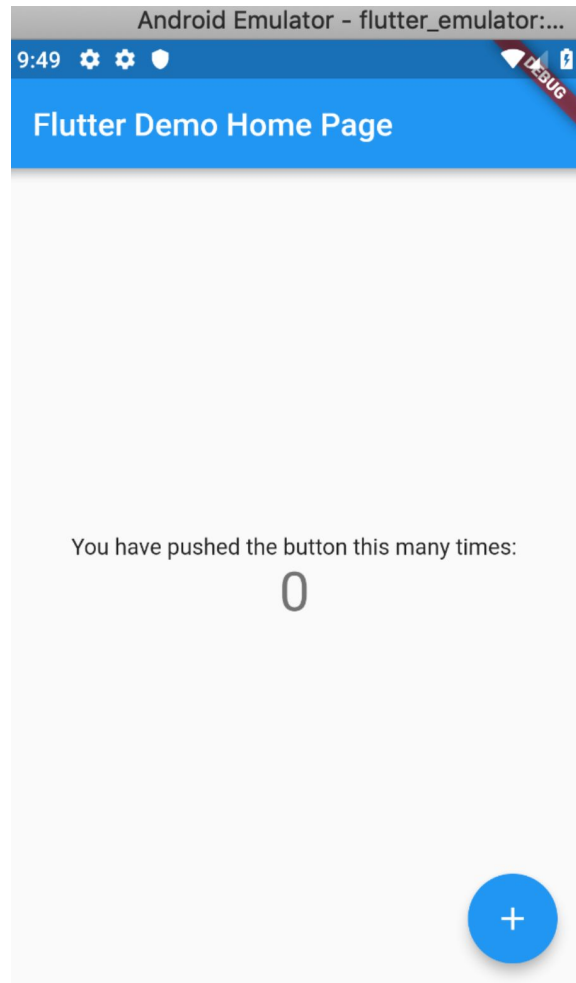 Android Emulator - flutter_emulator:...
9:49
DEBUG
Flutter Demo Home Page
You have pushed the button this many times:
0
+